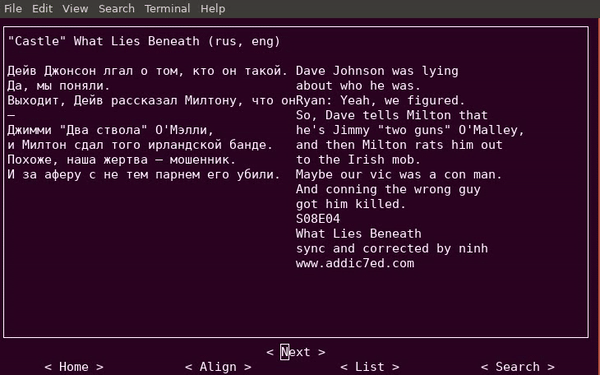 File Edit View Search Terminal Help
"Castle" What Lies Beneath (rus, eng)
Дейв Джонсон лгал о том, кто он такой.
Да, мы поняли.
Выходит, Дейв рассказал Милтону, что он
—
Джимми "Два ствола" О'Мэлли,
и Милтон сдал того ирландской банде.
Похоже, наша жертва — мошенник.
И за аферу с не тем парнем его убили.
Dave Johnson was lying
about who he was.
Ryan: Yeah, we figured.
So, Dave tells Milton that
he's Jimmy "two guns" O'Malley,
and then Milton rats him out
to the Irish mob.
Maybe our vic was a con man.
And conning the wrong guy
got him killed.
S08E04
What Lies Beneath
sync and corrected by ninh
www.addic7ed.com
< Next >
< Home > < Align > < List > < Search >